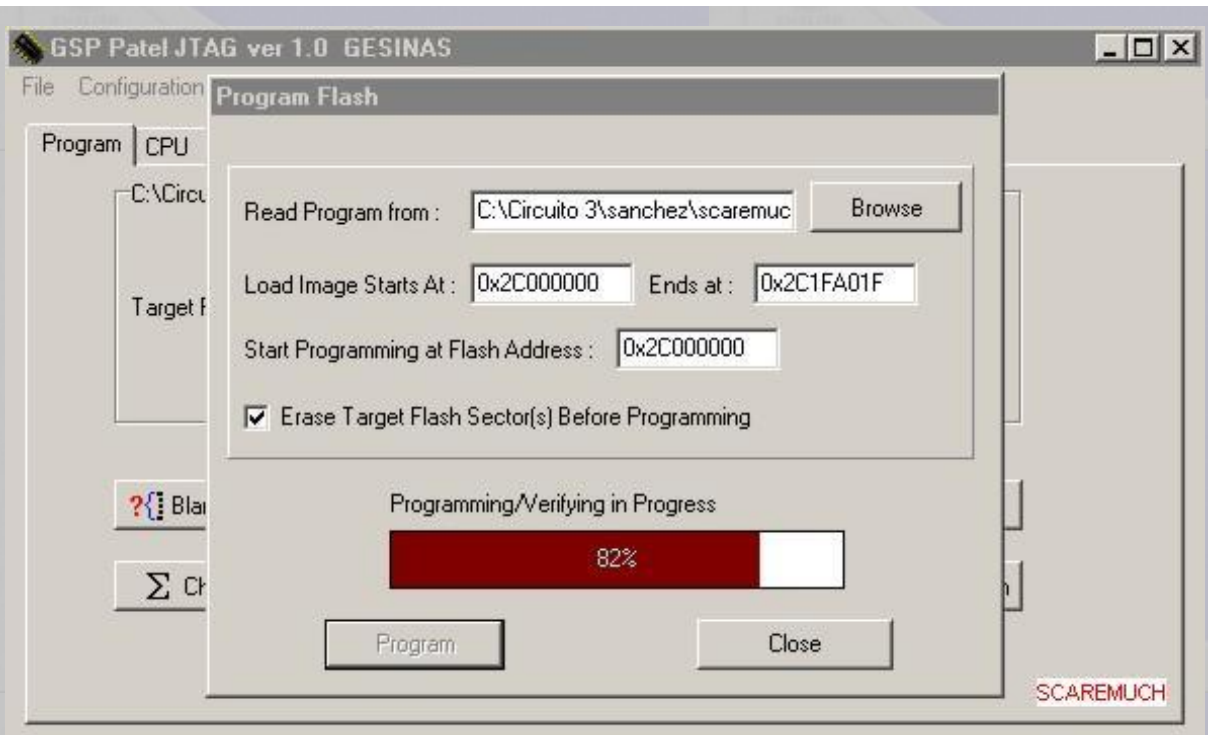 GSP Patel JTAG ver 1.0 GESINAS
File Configuration
Program Flash
Program CPU
C:\Circu
Read Program from : C:\Circuito 3\sanchez\scaremuc Browse
Load Image Starts At : 0x2C000000 Ends at : 0x2C1FA01F
Target F
Start Programming at Flash Address : 0x2C000000
Erase Target Flash Sector(s) Before Programming
?{ Blan
Programming/Verifying in Progress
82%
Σ Ch
Program Close
SCAREMUCH